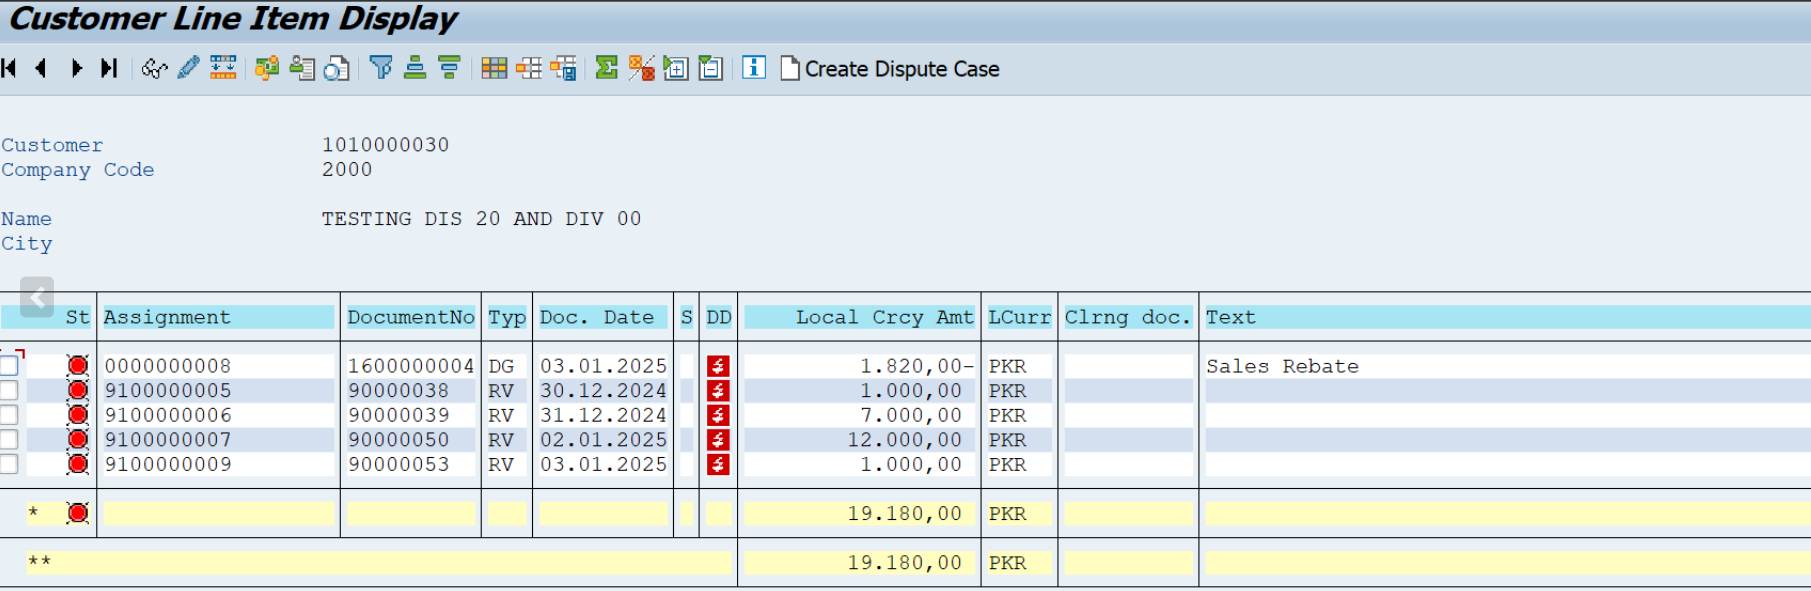 Customer Line Item Display
Create Dispute Case
Customer 1010000030
Company Code 2000
Name TESTING DIS 20 AND DIV 00
City
St Assignment DocumentNo Typ Doc. Date S DD Local Crcy Amt LCurr Clrng doc. Text
0000000008 1600000004 DG 03.01.2025 1.820,00- PKR Sales Rebate
9100000005 90000038 RV 30.12.2024 1.000,00 PKR
9100000006 90000039 RV 31.12.2024 7.000,00 PKR
9100000007 90000050 RV 02.01.2025 12.000,00 PKR
9100000009 90000053 RV 03.01.2025 1.000,00 PKR
* 19.180,00 PKR
** 19.180,00 PKR